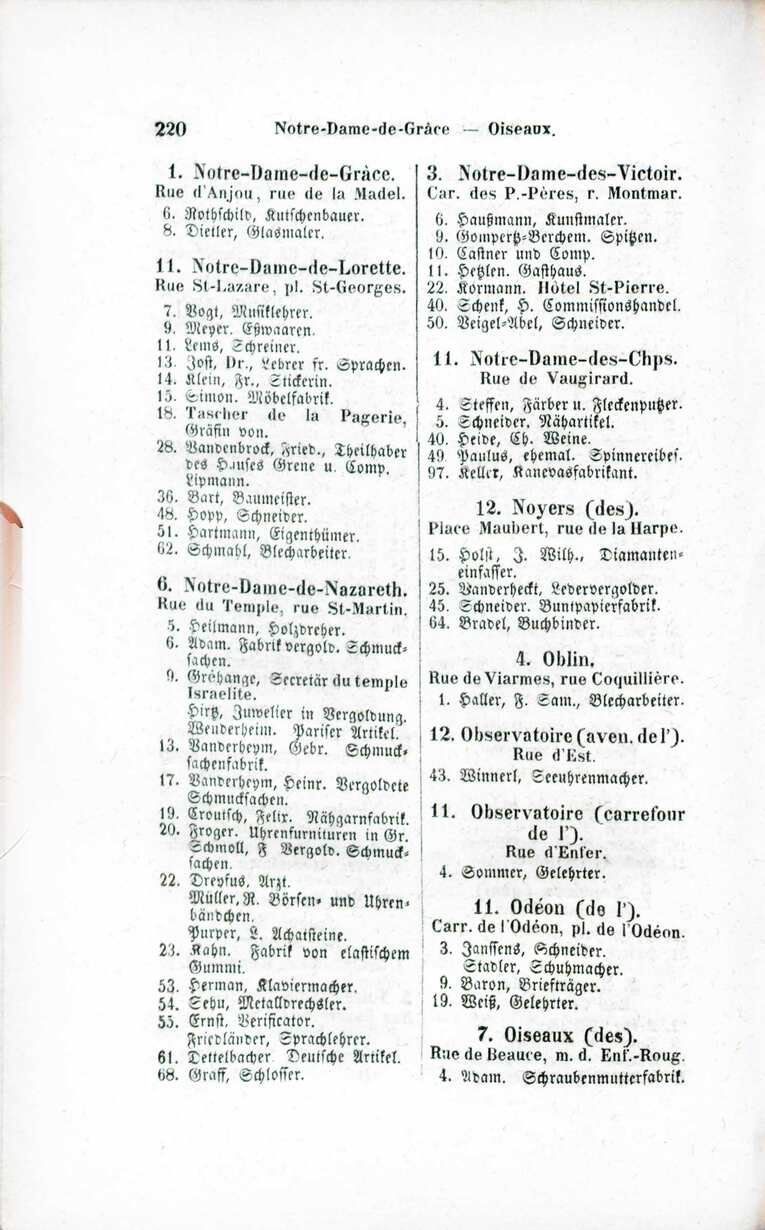 220 Notre-Dame-de-Grâce — Oiseaux.
1. Notre-Dame-de-Grâce.
Rue d'Anjou, rue de la Madel.
6. Rothschild, Kutschenbauer.
8. Dietler, Glasmaler.
11. Notre-Dame-de-Lorette.
Rue St-Lazare, pl. St-Georges.
7. Vogt, Musiklehrer.
9. Meyer. Eßwaaren.
11. Lems, Schreiner.
13. Jost, Dr., Lehrer fr. Sprachen.
14. Klein, Fr., Stickerin.
15. Simon. Möbelfabrik.
18. Tascher de la Pagerie,
Gräfin von.
28. Vandenbrock, Fried., Theilhaber
des Hauses Grene u. Comp.
Lipmann.
36. Bart, Baumeister.
48. Hopp, Schneider.
51. Hartmann, Eigenthümer.
62. Schmahl, Blecharbeiter.
6. Notre-Dame-de-Nazareth.
Rue du Temple, rue St-Martin.
5. Heilmann, Holzdreher.
6. Adam. Fabrik vergold. Schmuck-
sachen.
9. Gréhange, Secretär du temple
Israelite.
Hirtz, Juwelier in Vergoldung.
Wenderheim. Pariser Artikel.
13. Vanderheym, Gebr. Schmuck-
sachenfabrik.
17. Vanderheym, Heinr. Vergoldete
Schmucksachen.
19. Croutsch, Felix. Nähgarnfabrik.
20. Froger. Uhrenfurnituren in Gr.
Schmoll, F Vergold. Schmuck-
sachen.
22. Dreyfus, Arzt.
Müller, R. Börsen- und Uhren-
bändchen.
Purper, L. Achatsteine.
23. Kahn. Fabrik von elastischem
Gummi.
53. Herman, Klaviermacher.
54. Sehu, Metalldrechsler.
55. Ernst, Verificator.
Friedländer, Sprachlehrer.
61. Dettelbacher Deutsche Artikel.
68. Graff, Schlosser.
3. Notre-Dame-des-Victoir.
Car. des P.-Pères, r. Montmar.
6. Haußmann, Kunstmaler.
9. Gompertz-Berchem. Spitzen.
10. Castner und Comp.
11. Hetzlen. Gasthaus.
22. Kormann. Hôtel St-Pierre.
40. Schenk, H. Commissionshandel.
50. Veigel-Abel, Schneider.
11. Notre-Dame-des-Chps.
Rue de Vaugirard.
4. Steffen, Färber u. Fleckenputzer.
5. Schneider. Nähartikel.
40. Heide, Ch. Weine.
49. Paulus, ehemal. Spinnereibes.
97. Keller, Kanevasfabrikant.
12. Noyers (des).
Place Maubert, rue de la Harpe.
15. Holst, J. Wilh., Diamanten-
einfasser.
25. Vanderheckt, Ledervergolder.
45. Schneider. Buntpapierfabrik.
64. Bradel, Buchbinder.
4. Oblin.
Rue de Viarmes, rue Coquillière.
1. Haller, F. Sam., Blecharbeiter.
12. Observatoire (aven. de l').
Rue d'Est.
43. Winnerl, Seeuhrenmacher.
11. Observatoire (carrefour
de l').
Rue d'Enfer.
4. Sommer, Gelehrter.
11. Odéon (de l').
Carr. de l'Odéon, pl. de l'Odéon.
3. Janssens, Schneider.
Stadler, Schuhmacher.
9. Baron, Briefträger.
19. Weiß, Gelehrter.
7. Oiseaux (des).
Rue de Beauce, m. d. Enf.-Roug.
4. Adam. Schraubenmutterfabrik.